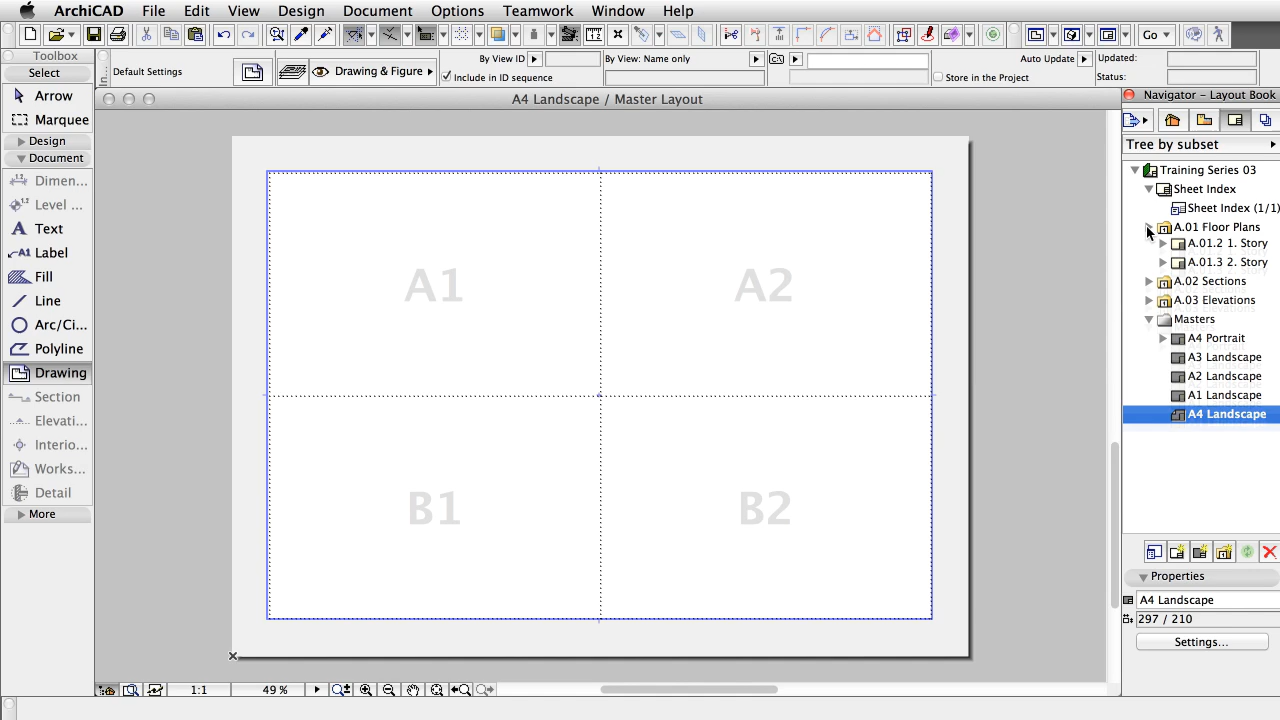 ArchiCAD File Edit View Design Document Options Teamwork Window Help
Go
Toolbox
Select
Arrow
Marquee
Design
Document
Dimen...
Level ...
Text
Label
Fill
Line
Arc/Ci...
Polyline
Drawing
Section
Elevati...
Interio...
Works...
Detail
More
Default Settings
Drawing & Figure
By View ID
Include in ID sequence
By View: Name only
Store in the Project
Auto Update
Updated:
Status:
A4 Landscape / Master Layout
A1
A2
B1
B2
1:1
49 %
Navigator - Layout Book
Tree by subset
Training Series 03
Sheet Index
Sheet Index (1/1)
A.01 Floor Plans
A.01.2 1. Story
A.01.3 2. Story
A.02 Sections
A.03 Elevations
Masters
A4 Portrait
A3 Landscape
A2 Landscape
A1 Landscape
A4 Landscape
Properties
A4 Landscape
297 / 210
Settings...